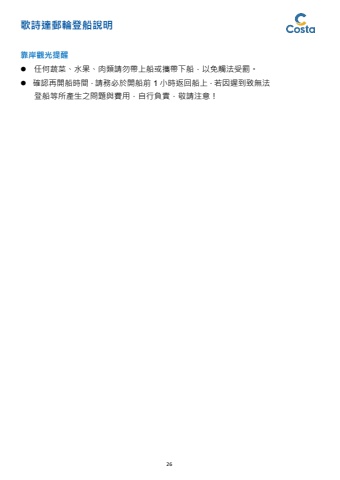 歌詩達郵輪登船說明
Costa
靠岸觀光提醒
● 任何蔬菜、水果、肉類請勿帶上船或攜帶下船，以免觸法受罰。
● 確認再開船時間，請務必於開船前 1 小時返回船上，若因遲到致無法
登船等所產生之問題與費用，自行負責，敬請注意！
26